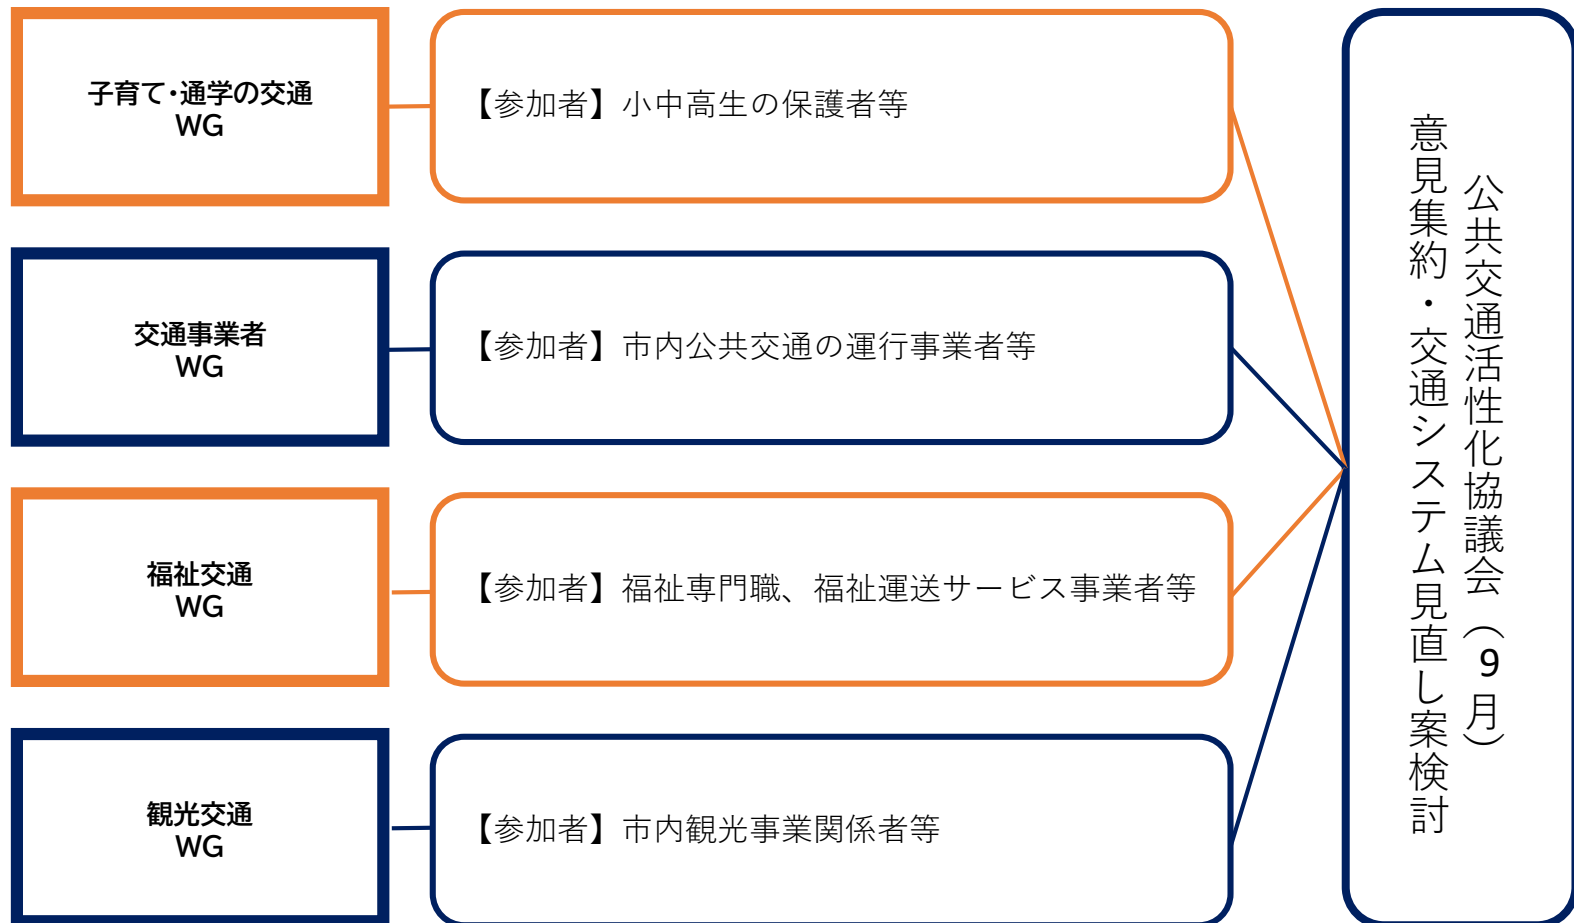 子育て・通学の交通
WG
【参加者】小中高生の保護者等
交通事業者
WG
【参加者】市内公共交通の運行事業者等
福祉交通
WG
【参加者】福祉専門職、福祉運送サービス事業者等
観光交通
WG
【参加者】市内観光事業関係者等
公共交通活性化協議会（9月）
意見集約・交通システム見直し案検討